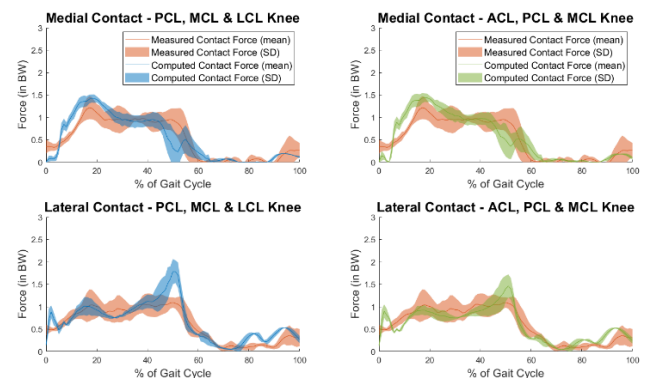 Medial Contact - PCL, MCL & LCL Knee
3
2.5
2
1.5
1
0.5
0
Force (in BW)
Measured Contact Force (mean)
Measured Contact Force (SD)
Computed Contact Force (mean)
Computed Contact Force (SD)
0 20 40 60 80 100
% of Gait Cycle
Medial Contact - ACL, PCL & MCL Knee
3
2.5
2
1.5
1
0.5
0
Force (in BW)
Measured Contact Force (mean)
Measured Contact Force (SD)
Computed Contact Force (mean)
Computed Contact Force (SD)
0 20 40 60 80 100
% of Gait Cycle
Lateral Contact - PCL, MCL & LCL Knee
3
2.5
2
1.5
1
0.5
0
Force (in BW)
0 20 40 60 80 100
% of Gait Cycle
Lateral Contact - ACL, PCL & MCL Knee
3
2.5
2
1.5
1
0.5
0
Force (in BW)
0 20 40 60 80 100
% of Gait Cycle